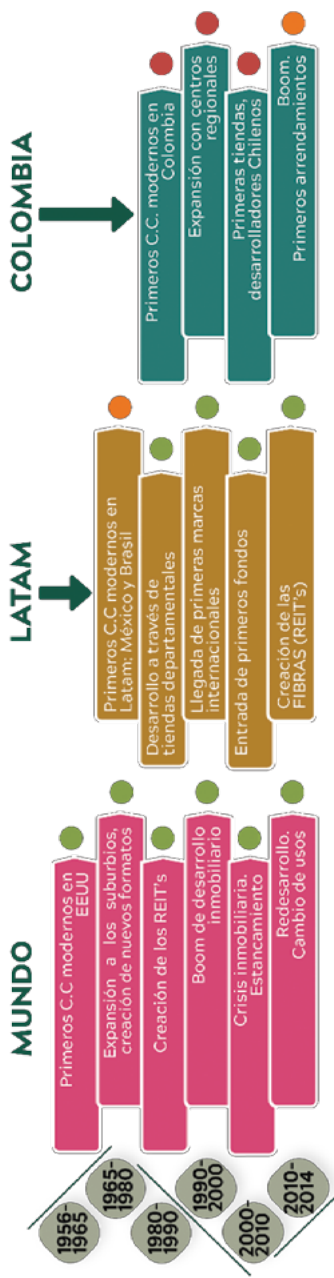 MUNDO
LATAM
COLOMBIA
1956-
1965
Primeros C.C modernos en
EEUU
1965-
1980
Expansión a los suburbios,
creación de nuevos formatos
Primeros C.C modernos en
Latam: México y Brasil
1980-
1990
Creación de los REIT's
Desarrollo a través de
tiendas departamentales
Primeros C.C. modernos en
Colombia
1990-
2000
Boom de desarrollo
inmobiliario
Llegada de primeras marcas
internacionales
Expansión con centros
regionales
2000-
2010
Crisis inmobiliaria.
Estancamiento
Entrada de primeros fondos
Primeras tiendas,
desarrolladores Chilenos
2010-
2014
Redesarrollo.
Cambio de usos
Creación de las
FIBRAS (REIT's)
Boom.
Primeros arrendamientos